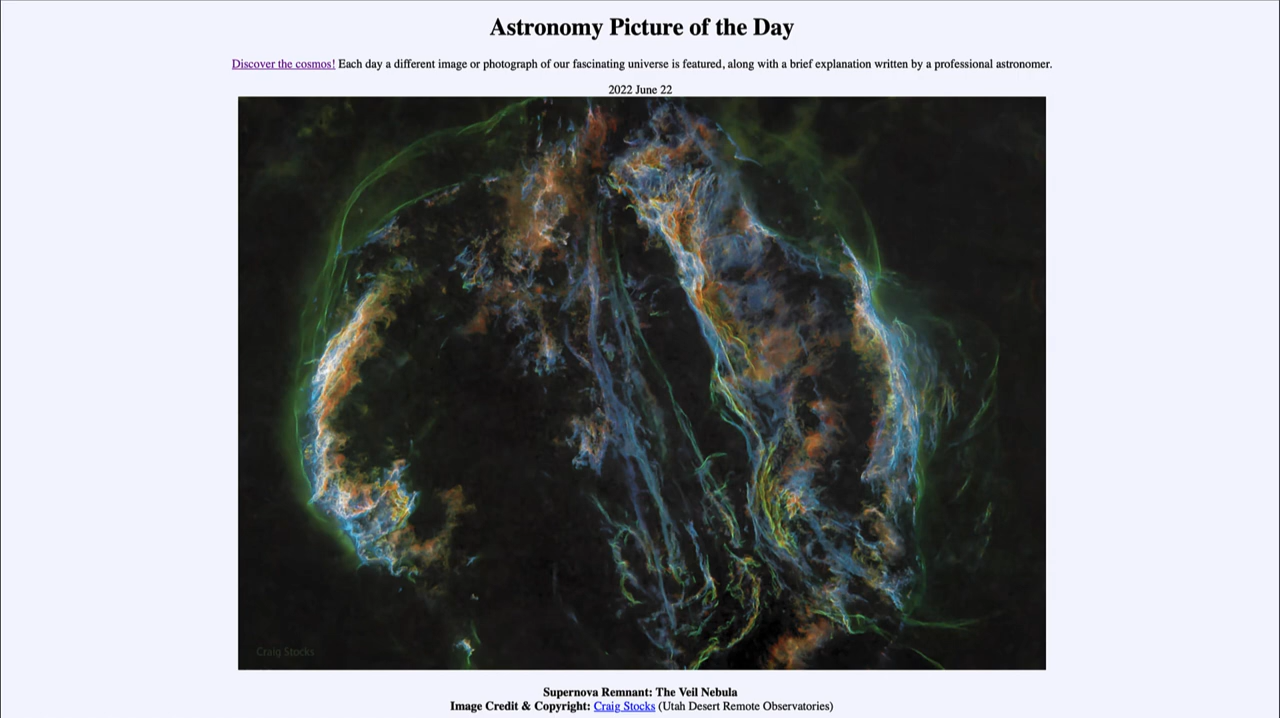 Astronomy Picture of the Day
Discover the cosmos! Each day a different image or photograph of our fascinating universe is featured, along with a brief explanation written by a professional astronomer.
2022 June 22
Craig Stocks
Supernova Remnant: The Veil Nebula
Image Credit & Copyright: Craig Stocks (Utah Desert Remote Observatories)